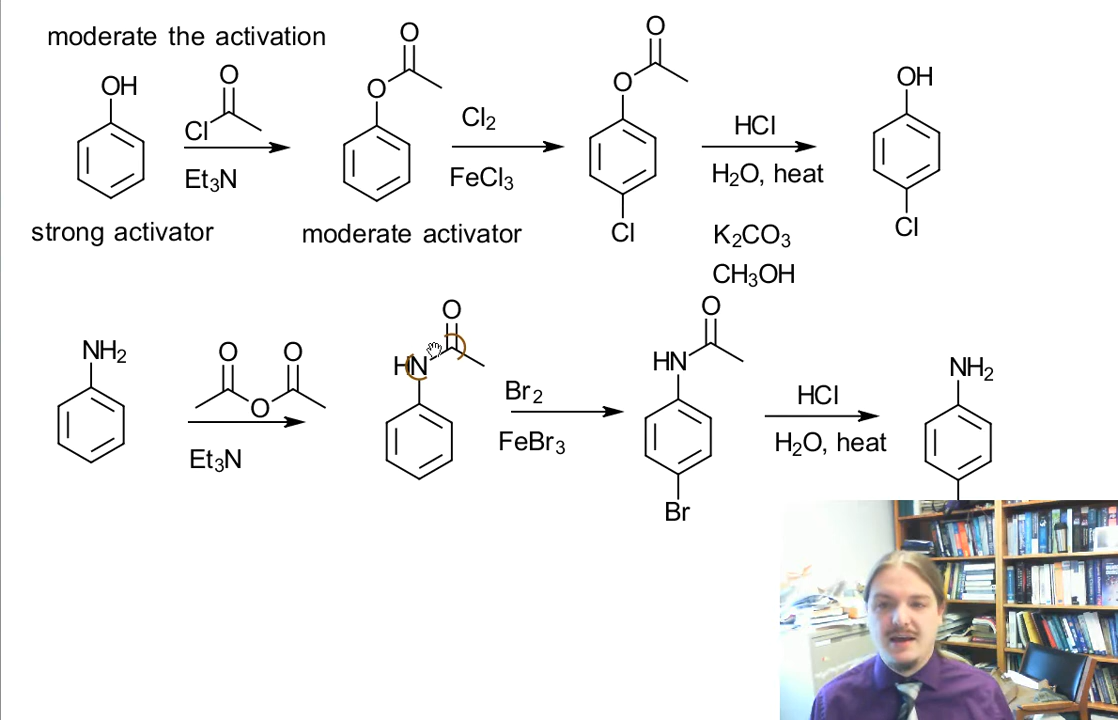 moderate the activation
OH
O
Cl
Et₃N
strong activator
O
O
moderate activator
Cl₂
FeCl₃
O
O
Cl
HCl
H₂O, heat
K₂CO₃
CH₃OH
OH
Cl
NH₂
O
O
O
Et₃N
O
HN
Br₂
FeBr₃
O
HN
Br
HCl
H₂O, heat
NH₂